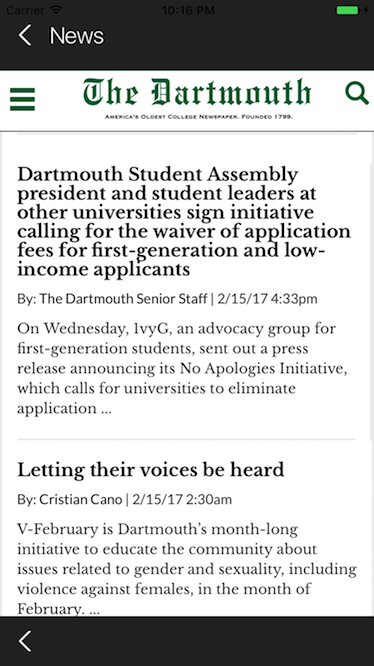 Carrier 10:16 PM
News
The Dartmouth
America's Oldest College Newspaper. Founded 1799.
Dartmouth Student Assembly
president and student leaders at
other universities sign initiative
calling for the waiver of application
fees for first-generation and low-
income applicants
By: The Dartmouth Senior Staff | 2/15/17 4:33pm
On Wednesday, 1vyG, an advocacy group for
first-generation students, sent out a press
release announcing its No Apologies Initiative,
which calls for universities to eliminate
application ...
Letting their voices be heard
By: Cristian Cano | 2/15/17 2:30am
V-February is Dartmouth's month-long
initiative to educate the community about
issues related to gender and sexuality, including
violence against females, in the month of
February. ...